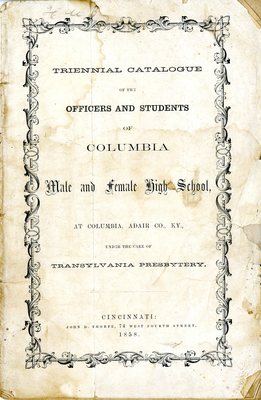 TRIENNIAL CATALOGUE
OF THE
OFFICERS AND STUDENTS
OF
COLUMBIA
Male and Female High School,
AT COLUMBIA, ADAIR CO., KY.,
UNDER THE CARE OF
TRANSYLVANIA PRESBYTERY.
CINCINNATI:
JOHN D. THORPE, 74 WEST FOURTH STREET,
1858.